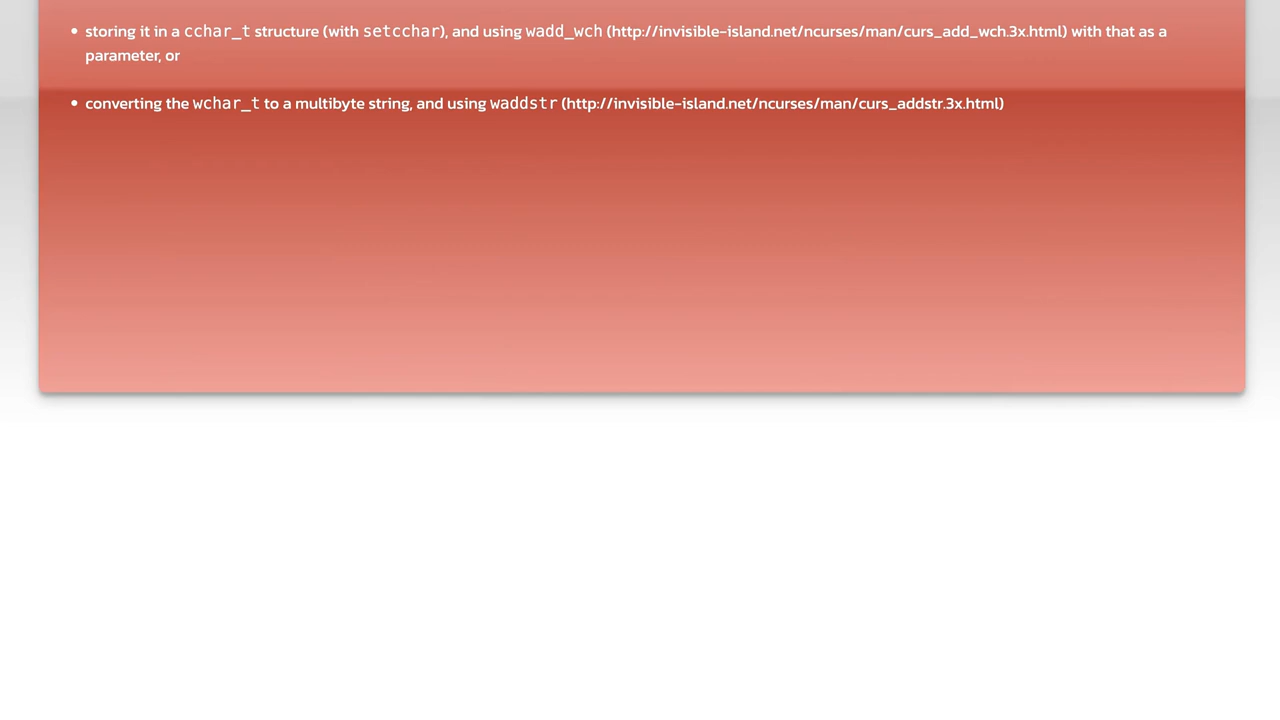 • storing it in a cchar_t structure (with setcchar), and using wadd_wch (http://invisible-island.net/ncurses/man/curs_add_wch.3x.html) with that as a
parameter, or
• converting the wchar_t to a multibyte string, and using waddstr (http://invisible-island.net/ncurses/man/curs_addstr.3x.html)